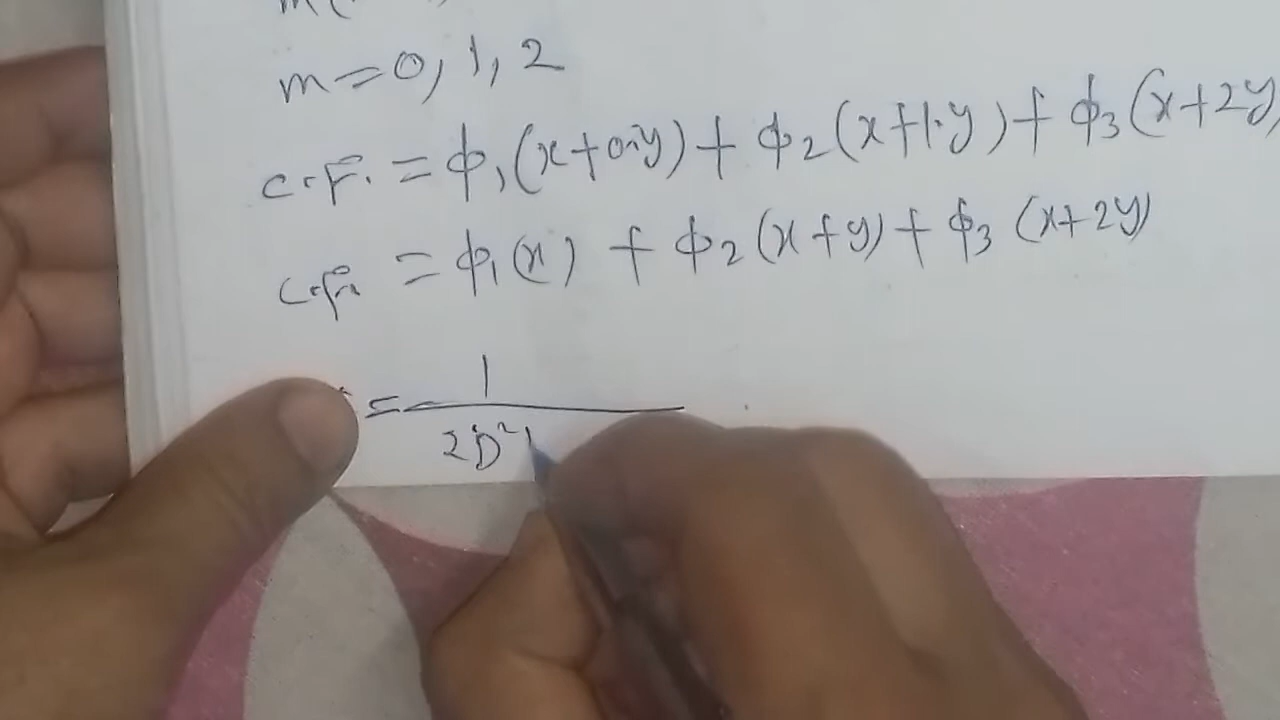 m(
m=0, 1, 2
C.F. = ϕ₁(x+0.y) + ϕ₂(x+1.y) + ϕ₃(x+2y)
C.F. = ϕ₁(x) + ϕ₂(x+y) + ϕ₃(x+2y)
= 1
2D²